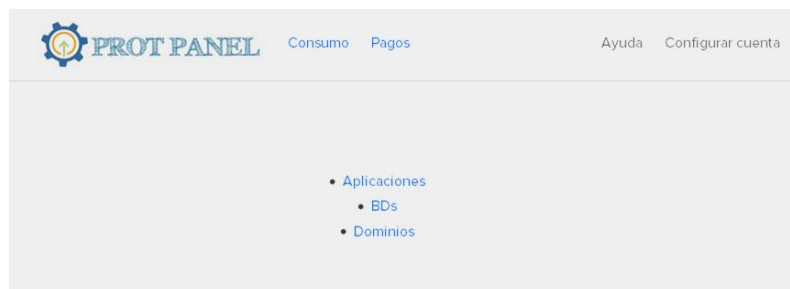 PROT PANEL Consumo Pagos Ayuda Configurar cuenta
• Aplicaciones
• BDs
• Dominios